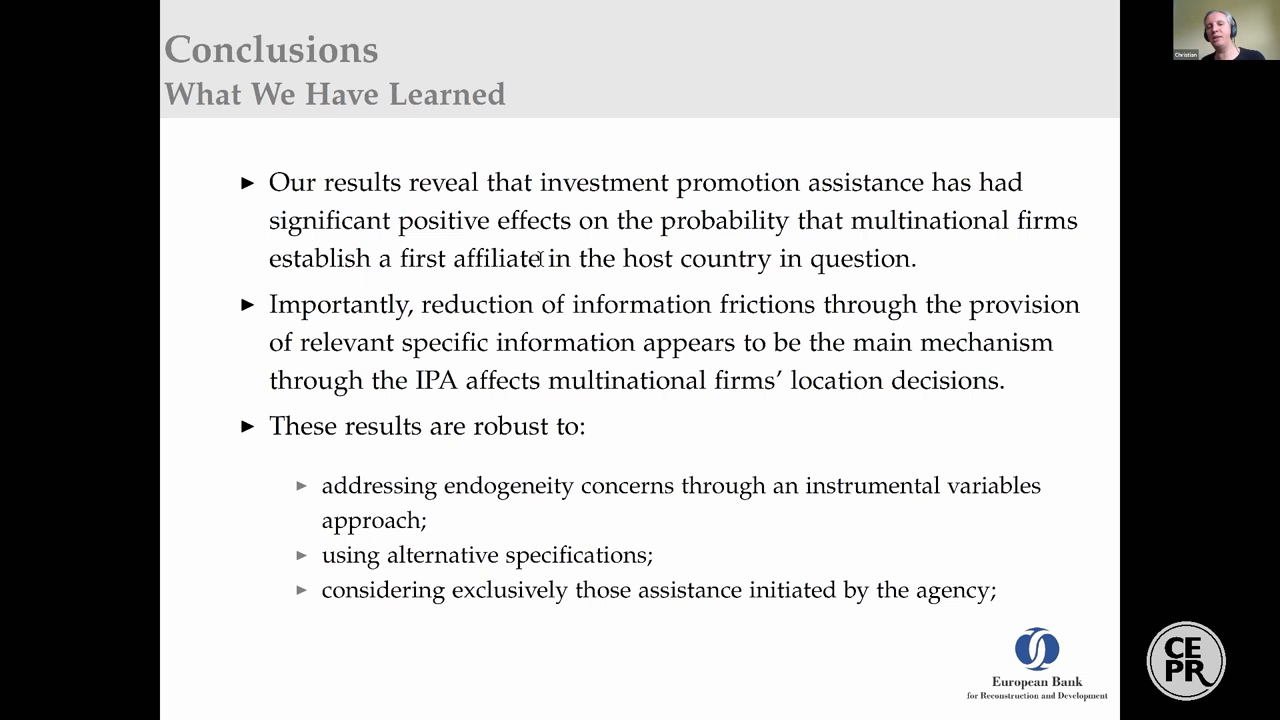 Conclusions
What We Have Learned
Christian
► Our results reveal that investment promotion assistance has had
significant positive effects on the probability that multinational firms
establish a first affiliate in the host country in question.
► Importantly, reduction of information frictions through the provision
of relevant specific information appears to be the main mechanism
through the IPA affects multinational firms’ location decisions.
► These results are robust to:
► addressing endogeneity concerns through an instrumental variables
approach;
► using alternative specifications;
► considering exclusively those assistance initiated by the agency;
European Bank
for Reconstruction and Development
CE
PR